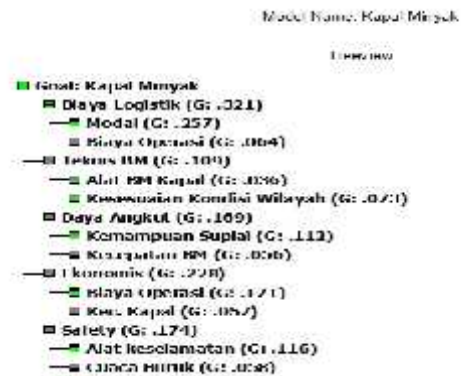 Model Name: Kapal Minyak
Treeview
Goal: Kapal Minyak
Biaya Logistik (G: .321)
Modal (G: .257)
Biaya Operasi (G: .064)
Teknis BM (G: .109)
Alat BM Kapal (G: .036)
Kesesuaian Kondisi Wilayah (G: .073)
Daya Angkut (G: .169)
Kemampuan Suplai (G: .113)
Kecepatan BM (G: .056)
Ekonomis (G: .228)
Biaya Operasi (G: .171)
Kec. Kapal (G: .057)
Safety (G: .174)
Alat keselamatan (G: .116)
Cuaca Buruk (G: .058)